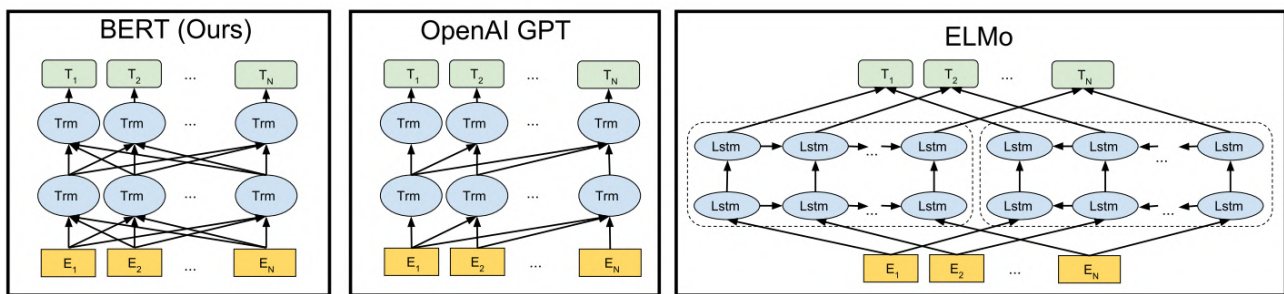 BERT (Ours)
T1 T2 ... TN
Trm Trm ... Trm
Trm Trm ... Trm
E1 E2 ... EN
OpenAI GPT
T1 T2 ... TN
Trm Trm ... Trm
Trm Trm ... Trm
E1 E2 ... EN
ELMo
T1 T2 ... TN
Lstm Lstm ... Lstm Lstm Lstm ... Lstm
Lstm Lstm ... Lstm Lstm Lstm ... Lstm
E1 E2 ... EN